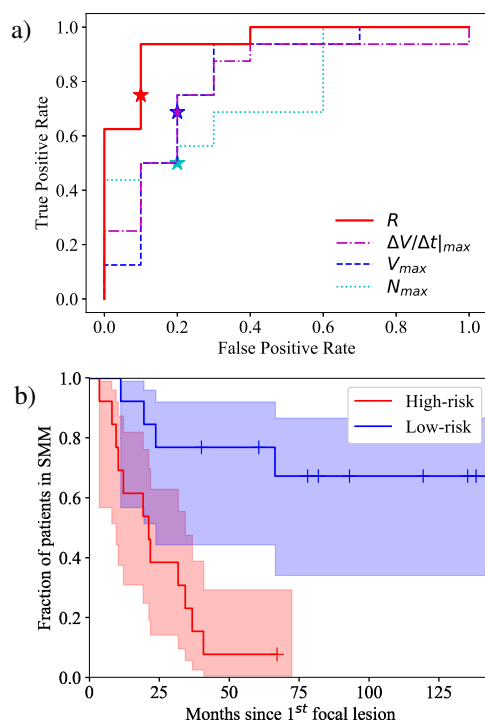 a)
1.0
0.8
0.6
0.4
0.2
0.0
True Positive Rate
R
ΔV/Δt|max
Vmax
Nmax
0.0 0.2 0.4 0.6 0.8 1.0
False Positive Rate
b)
1.0
0.8
0.6
0.4
0.2
0.0
Fraction of patients in SMM
High-risk
Low-risk
0 25 50 75 100 125
Months since 1st focal lesion